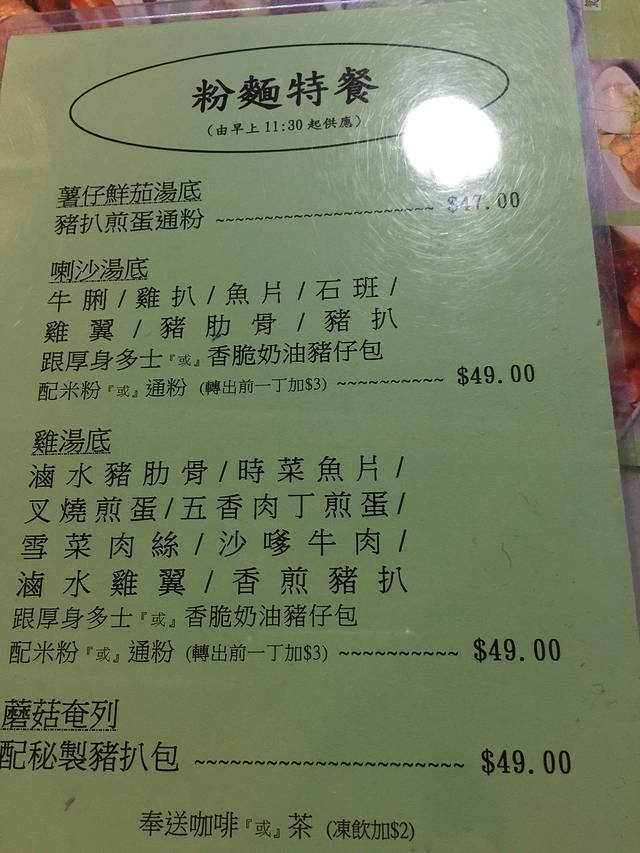 粉麵特餐
(由早上 11:30 起供應)
薯仔鮮茄湯底
豬扒煎蛋通粉 ~~~~~~~~~~~~~~~~~~~~~~ $47.00
喇沙湯底
牛脷/雞扒/魚片/石班/
雞翼/豬肋骨/豬扒
跟厚身多士『或』香脆奶油豬仔包
配米粉『或』通粉 (轉出前一丁加$3) ~~~~~~~~~~ $49.00
雞湯底
滷水豬肋骨/時菜魚片/
叉燒煎蛋/五香肉丁煎蛋/
雪菜肉絲/沙嗲牛肉/
滷水雞翼/香煎豬扒
跟厚身多士『或』香脆奶油豬仔包
配米粉『或』通粉 (轉出前一丁加$3) ~~~~~~~~~~ $49.00
蘑菇奄列
配秘製豬扒包 ~~~~~~~~~~~~~~~~~~~~~~ $49.00
奉送咖啡『或』茶 (凍飲加$2)